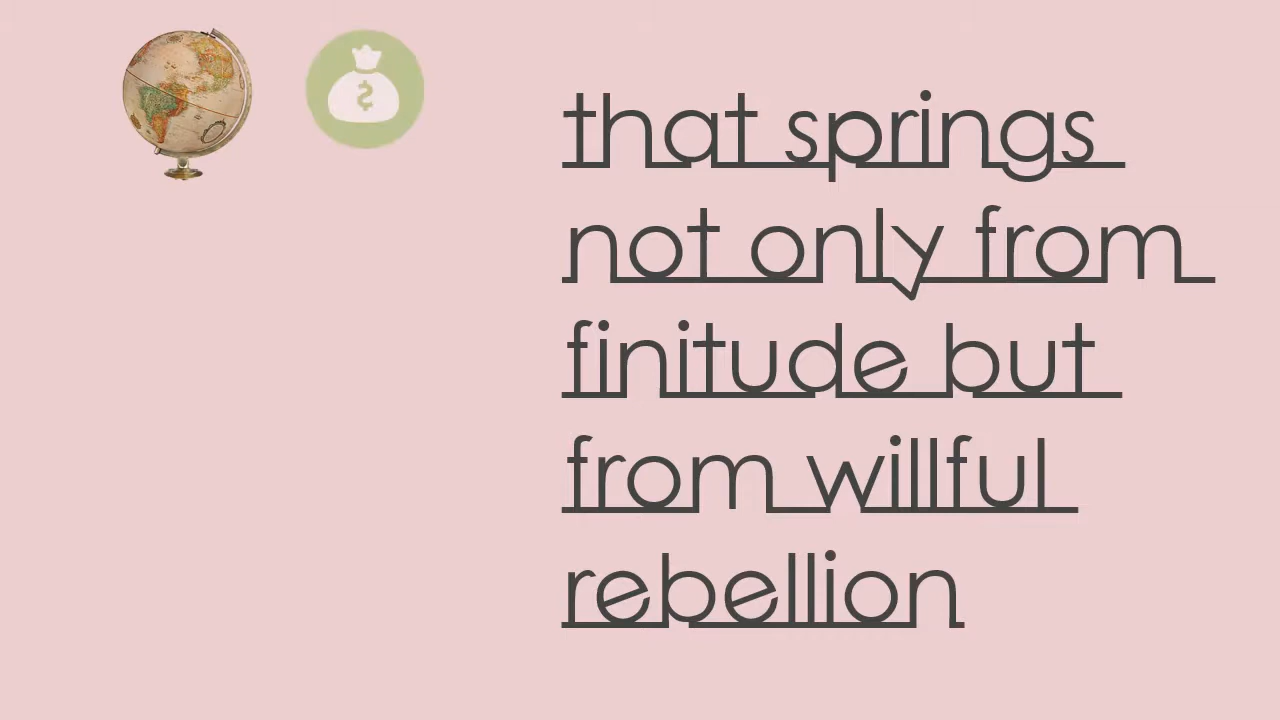 that springs
not only from
finitude but
from willful
rebellion
$